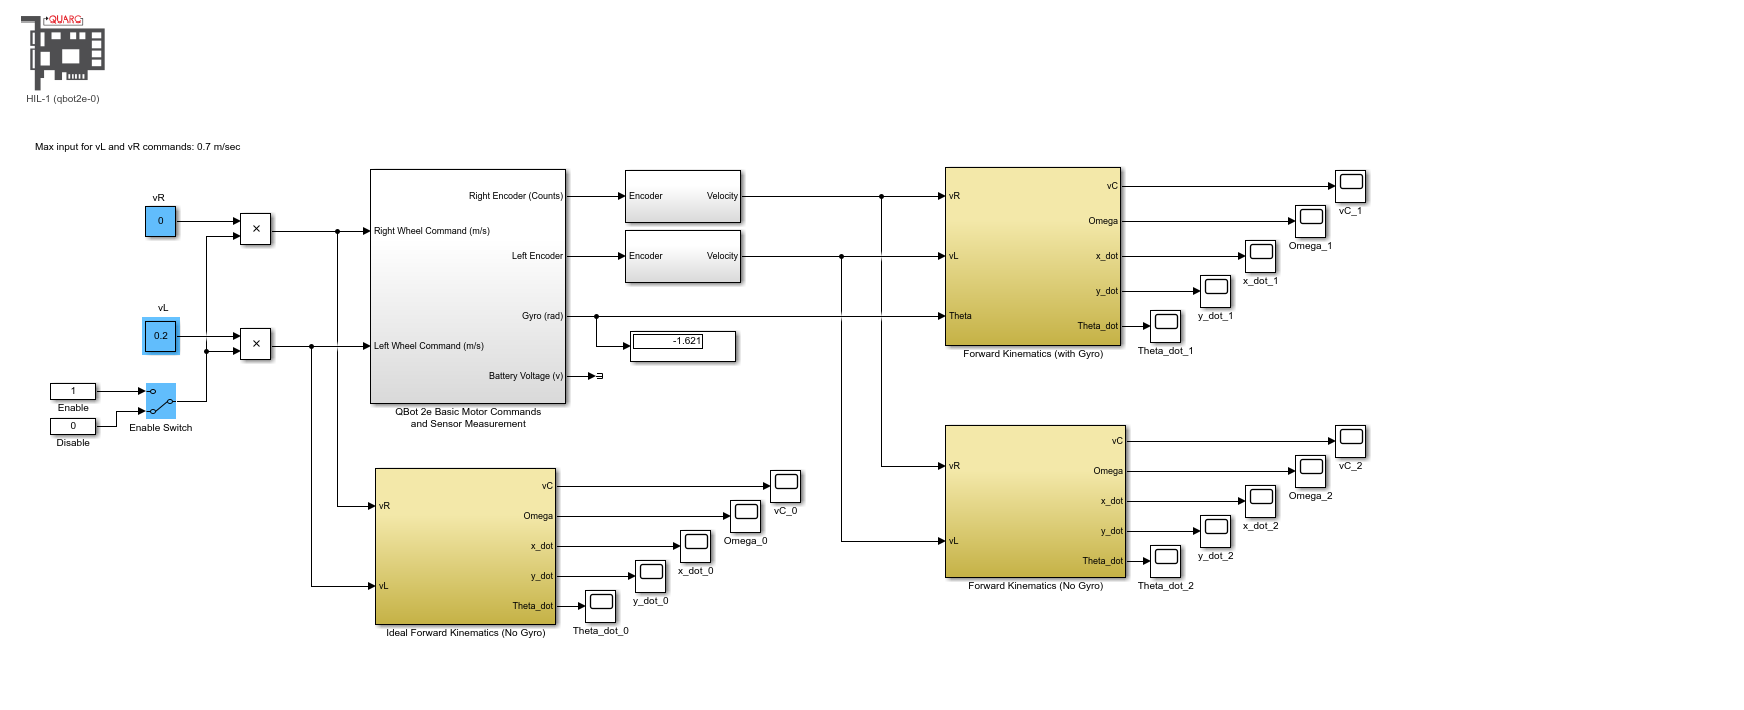 QUARC
HIL-1 (qbot2e-0)
Max input for vL and vR commands: 0.7 m/sec
vR
0
×
vL
0.2
×
1
Enable
0
Disable
Enable Switch
Right Encoder (Counts)
Right Wheel Command (m/s)
Left Encoder
Gyro (rad)
Left Wheel Command (m/s)
Battery Voltage (v)
QBot 2e Basic Motor Commands
and Sensor Measurement
Encoder Velocity
Encoder Velocity
-1.621
vR
vL
Theta
vC
Omega
x_dot
y_dot
Theta_dot
Forward Kinematics (with Gyro)
vC_1
Omega_1
x_dot_1
y_dot_1
Theta_dot_1
vR
vL
vC
Omega
x_dot
y_dot
Theta_dot
Ideal Forward Kinematics (No Gyro)
vC_0
Omega_0
x_dot_0
y_dot_0
Theta_dot_0
vR
vL
vC
Omega
x_dot
y_dot
Theta_dot
Forward Kinematics (No Gyro)
vC_2
Omega_2
x_dot_2
y_dot_2
Theta_dot_2